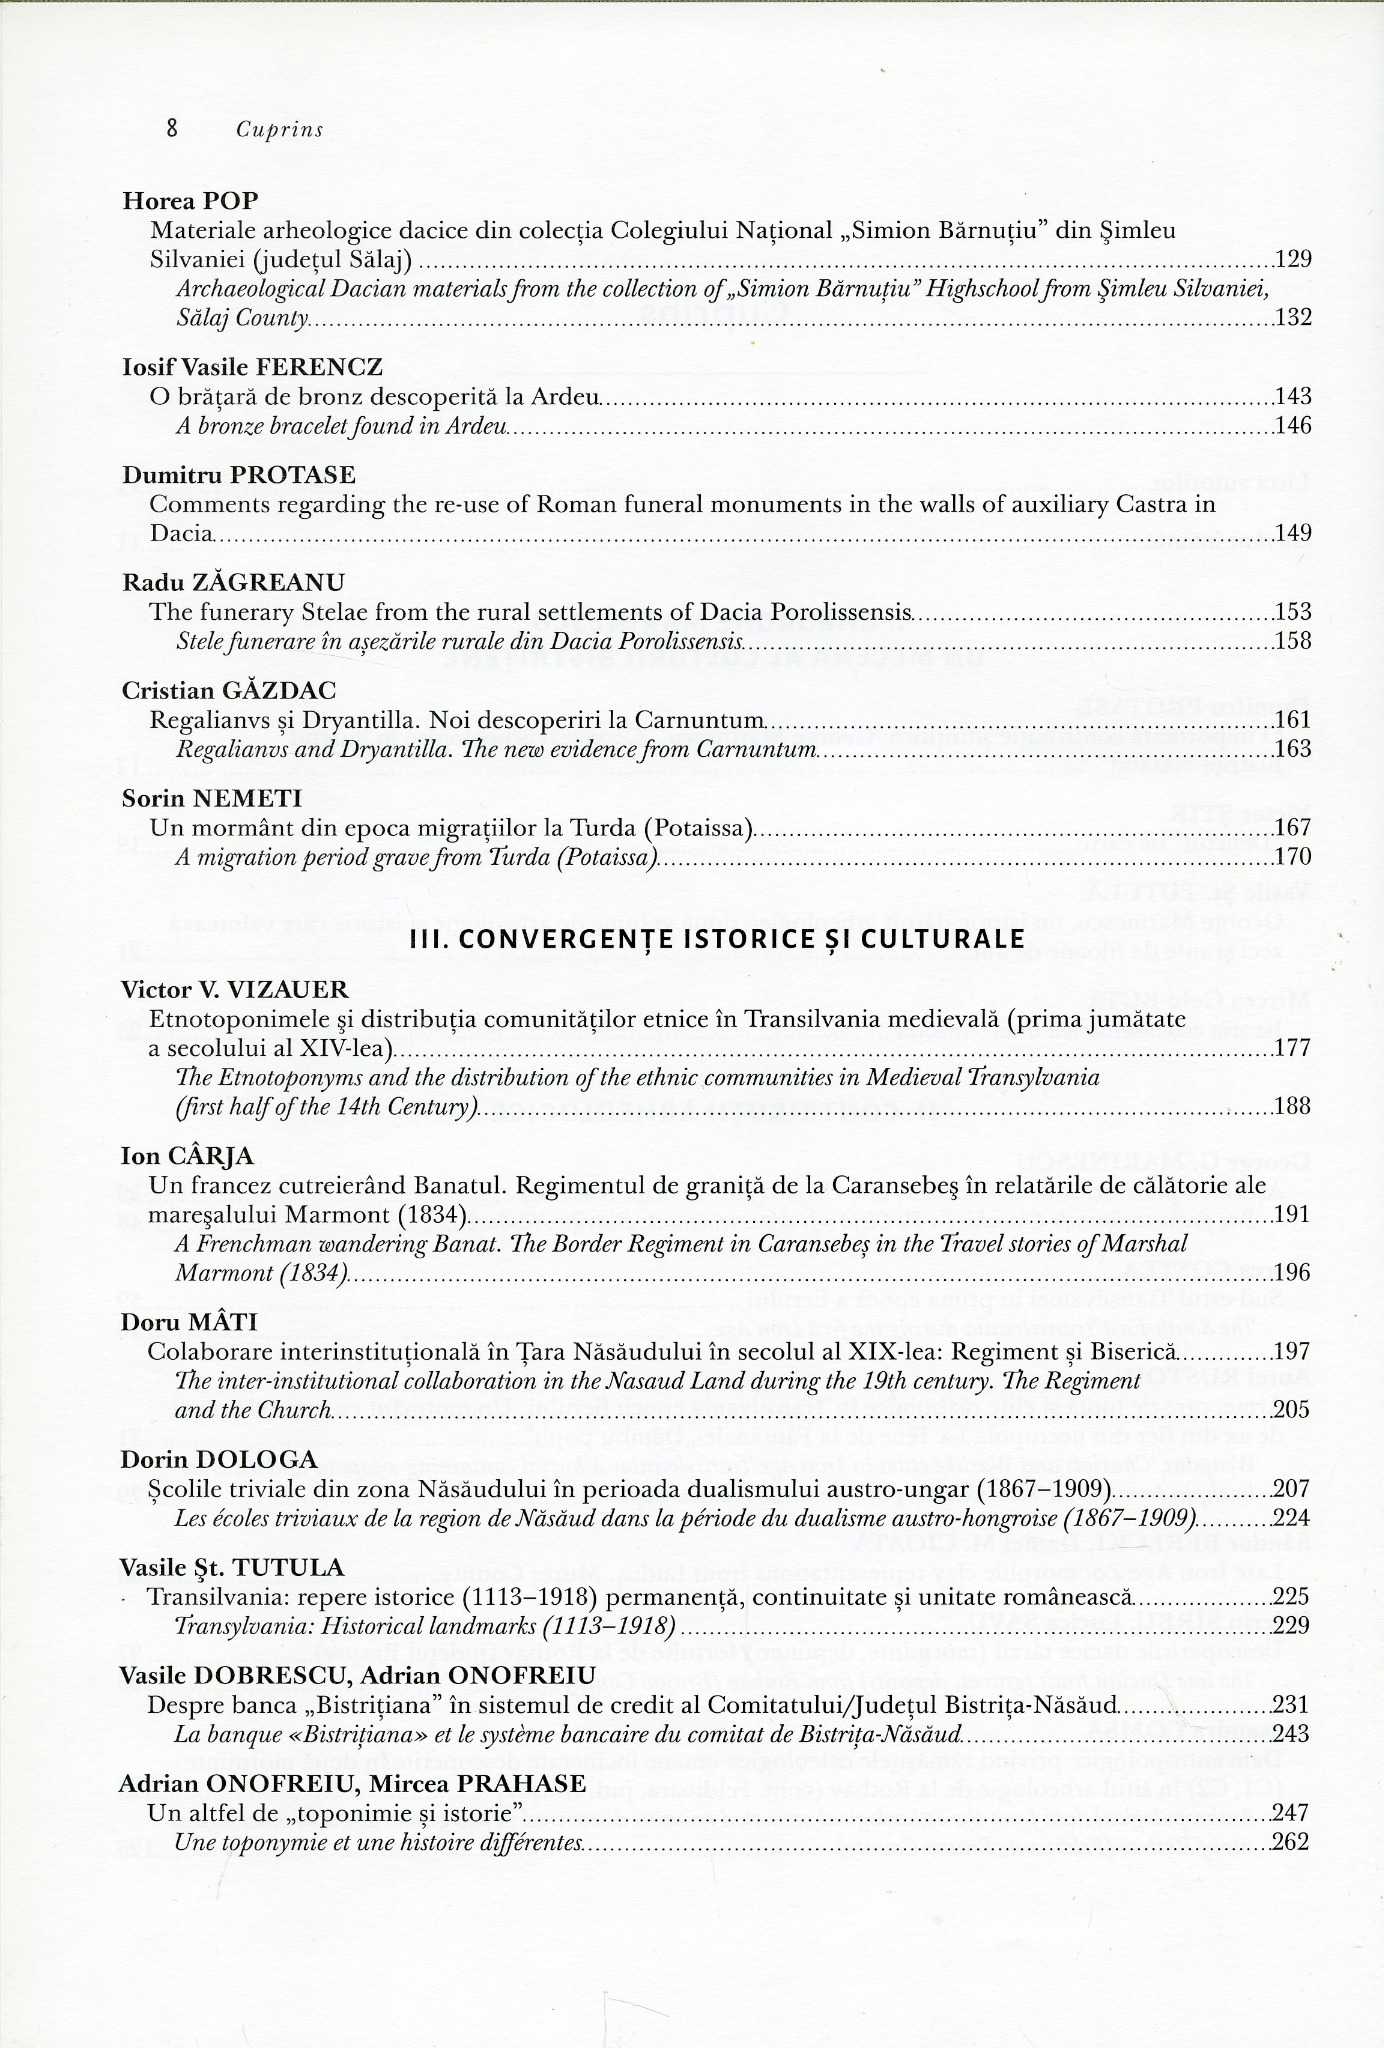 8 Cuprins
Horea POP
Materiale arheologice dacice din colecția Colegiului Național „Simion Bărnuțiu” din Şimleu
Silvaniei (județul Sălaj) 129
Archaeological Dacian materials from the collection of „Simion Bărnuțiu” Highschool from Şimleu Silvaniei,
Sălaj County 132
Iosif Vasile FERENCZ
O brățară de bronz descoperită la Ardeu 143
A bronze bracelet found in Ardeu 146
Dumitru PROTASE
Comments regarding the re-use of Roman funeral monuments in the walls of auxiliary Castra in
Dacia 149
Radu ZĂGREANU
The funerary Stelae from the rural settlements of Dacia Porolissensis 153
Stele funerare în așezările rurale din Dacia Porolissensis 158
Cristian GĂZDAC
Regalianvs și Dryantilla. Noi descoperiri la Carnuntum 161
Regalianvs and Dryantilla. The new evidence from Carnuntum 163
Sorin NEMETI
Un mormânt din epoca migrațiilor la Turda (Potaissa) 167
A migration period grave from Turda (Potaissa) 170
III. CONVERGENȚE ISTORICE ȘI CULTURALE
Victor V. VIZAUER
Etnotoponimele şi distribuția comunităților etnice în Transilvania medievală (prima jumătate
a secolului al XIV-lea) 177
The Etnotoponyms and the distribution of the ethnic communities in Medieval Transylvania
(first half of the 14th Century) 188
Ion CÂRJA
Un francez cutreierând Banatul. Regimentul de graniță de la Caransebeş în relatările de călătorie ale
mareşalului Marmont (1834) 191
A Frenchman wandering Banat. The Border Regiment in Caransebeş in the Travel stories of Marshal
Marmont (1834) 196
Doru MÂTI
Colaborare interinstituțională în Țara Năsăudului în secolul al XIX-lea: Regiment și Biserică 197
The inter-institutional collaboration in the Nasaud Land during the 19th century. The Regiment
and the Church 205
Dorin DOLOGA
Școlile triviale din zona Năsăudului în perioada dualismului austro-ungar (1867–1909) 207
Les écoles triviaux de la region de Năsăud dans la période du dualisme austro-hongroise (1867–1909) 224
Vasile Şt. TUTULA
Transilvania: repere istorice (1113–1918) permanență, continuitate și unitate românească 225
Transylvania: Historical landmarks (1113–1918) 229
Vasile DOBRESCU, Adrian ONOFREIU
Despre banca „Bistrițiana” în sistemul de credit al Comitatului/Județul Bistrița-Năsăud 231
La banque «Bistrițiana» et le système bancaire du comitat de Bistrița-Năsăud 243
Adrian ONOFREIU, Mircea PRAHASE
Un altfel de „toponimie și istorie” 247
Une toponymie et une histoire différentes 262